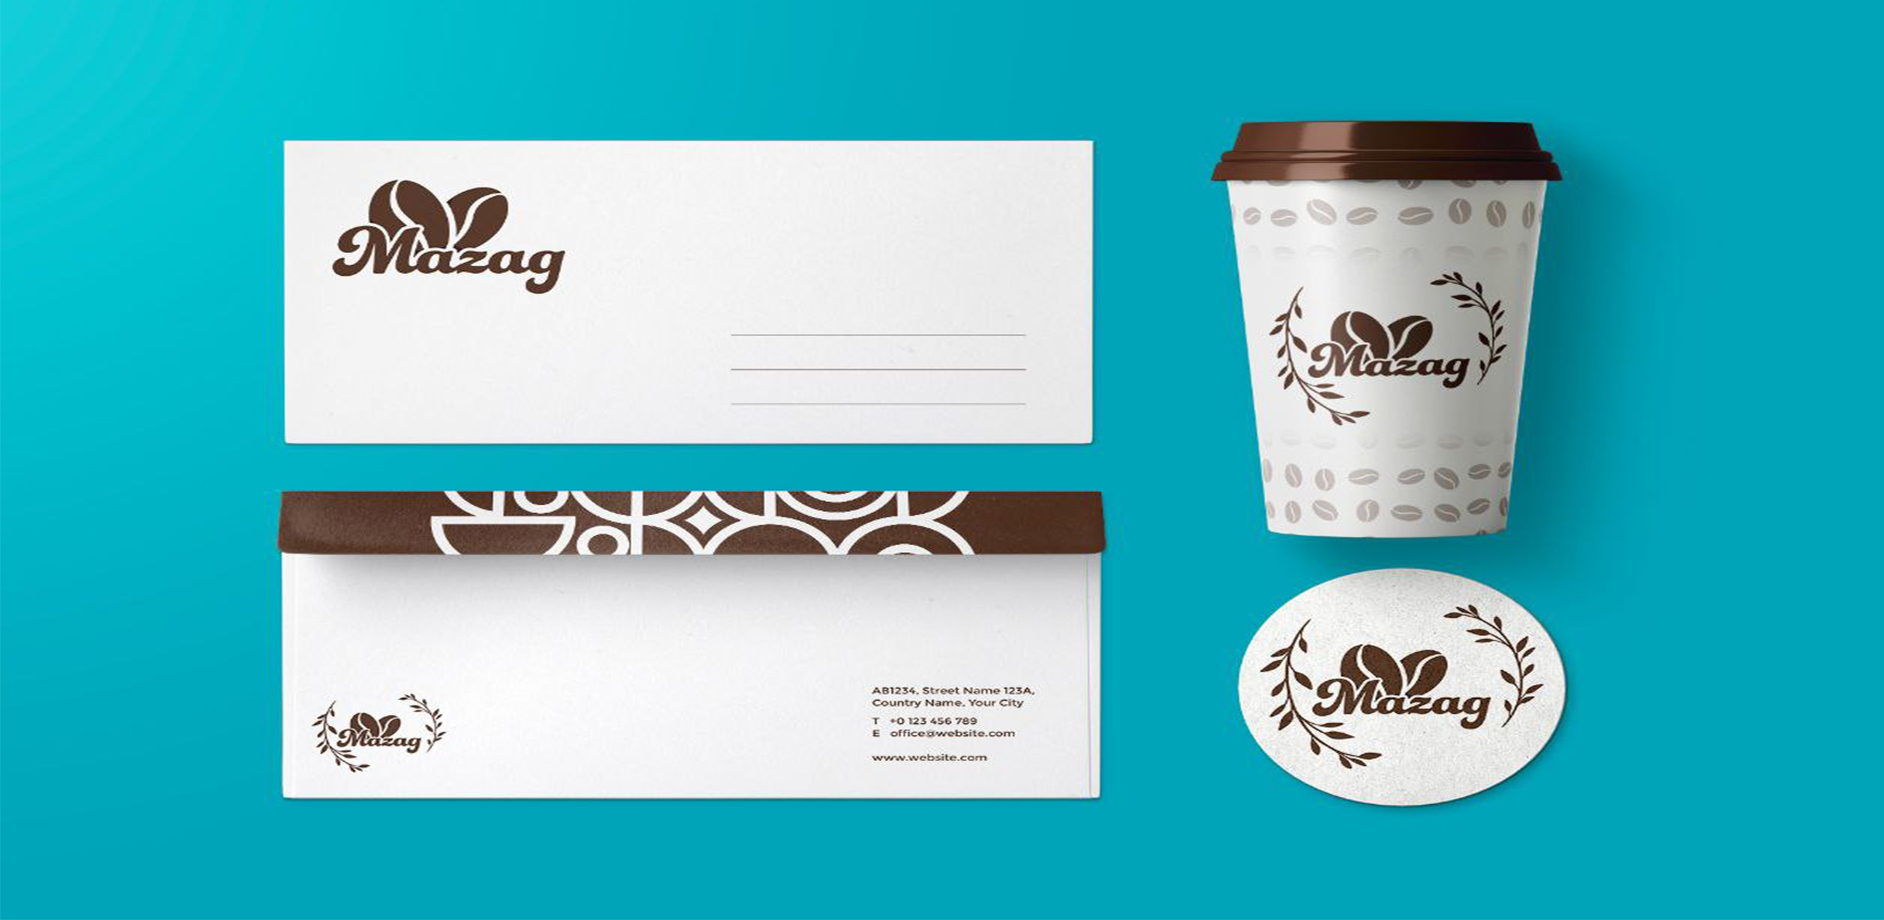 Mazag
Mazag
Mazag
AB1234, Street Name 123A,
Country Name, Your City
T +0 123 456 789
E office@website.com
www.website.com
Mazag